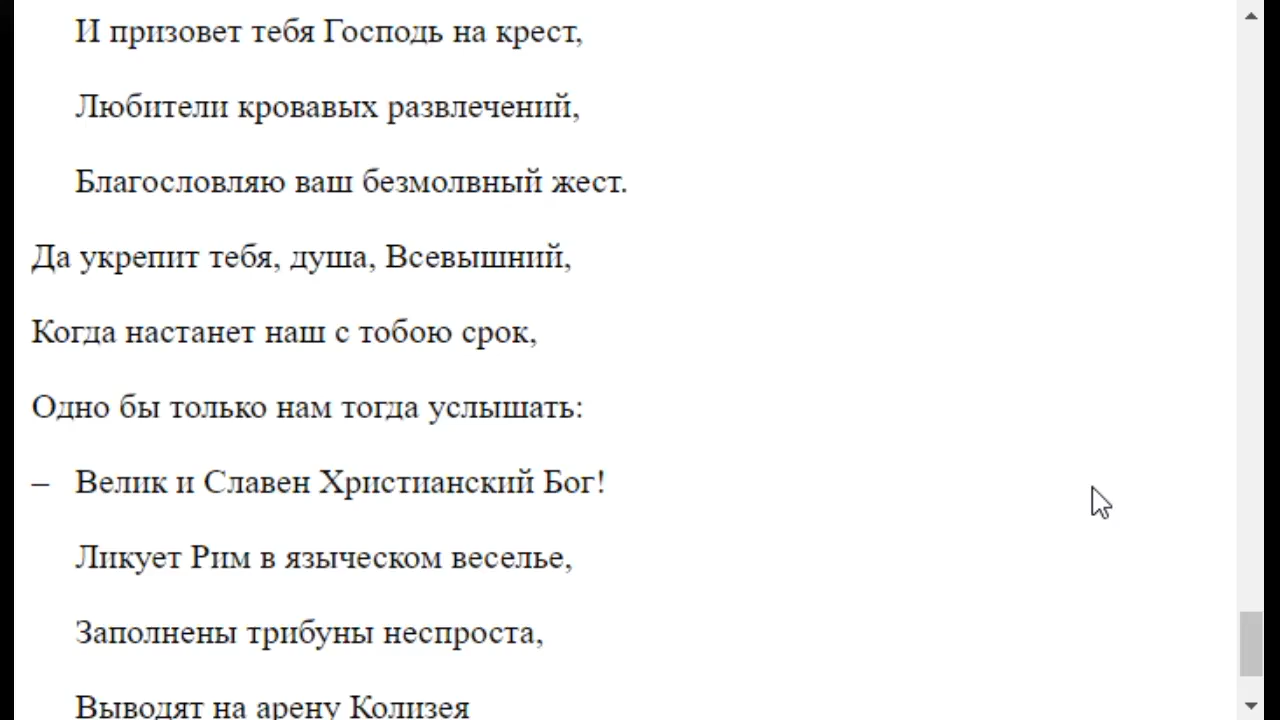 И призовет тебя Господь на крест,
Любители кровавых развлечений,
Благословляю ваш безмолвный жест.
Да укрепит тебя, душа, Всевышний,
Когда настанет наш с тобою срок,
Одно бы только нам тогда услышать:
– Велик и Славен Христианский Бог!
Ликует Рим в языческом веселье,
Заполнены трибуны неспроста,
Выводят на арену Колизея